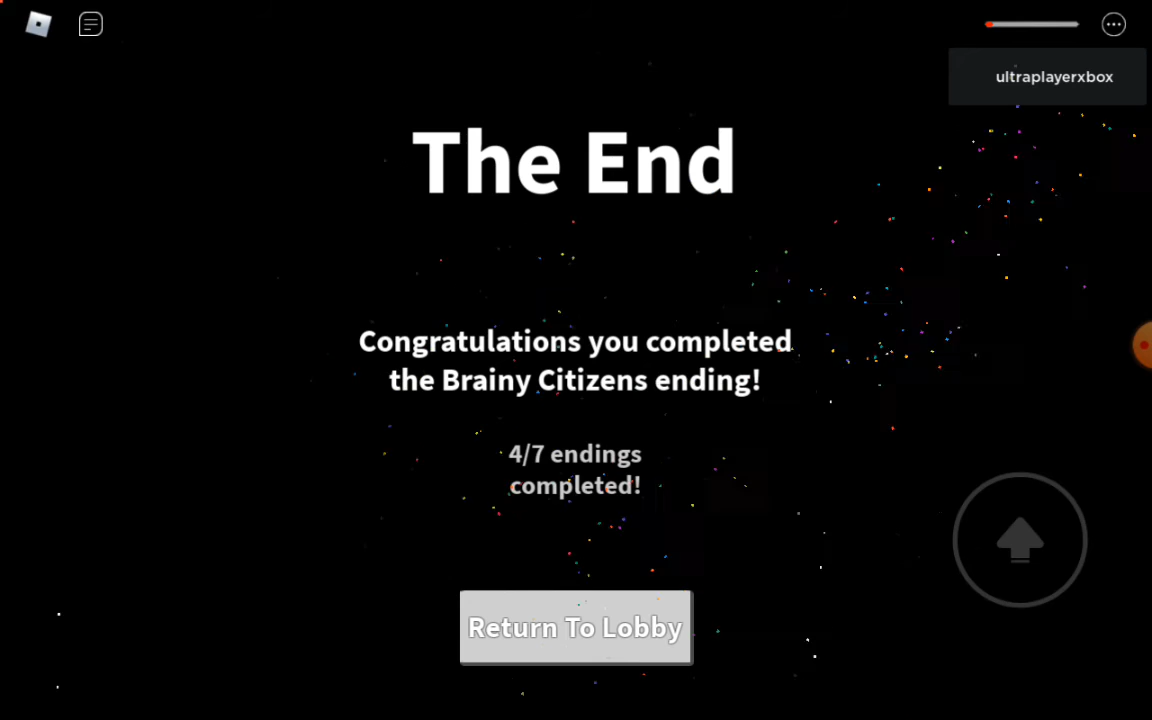 ultraplayerxbox
The End
Congratulations you completed
the Brainy Citizens ending!
4/7 endings
completed!
Return To Lobby